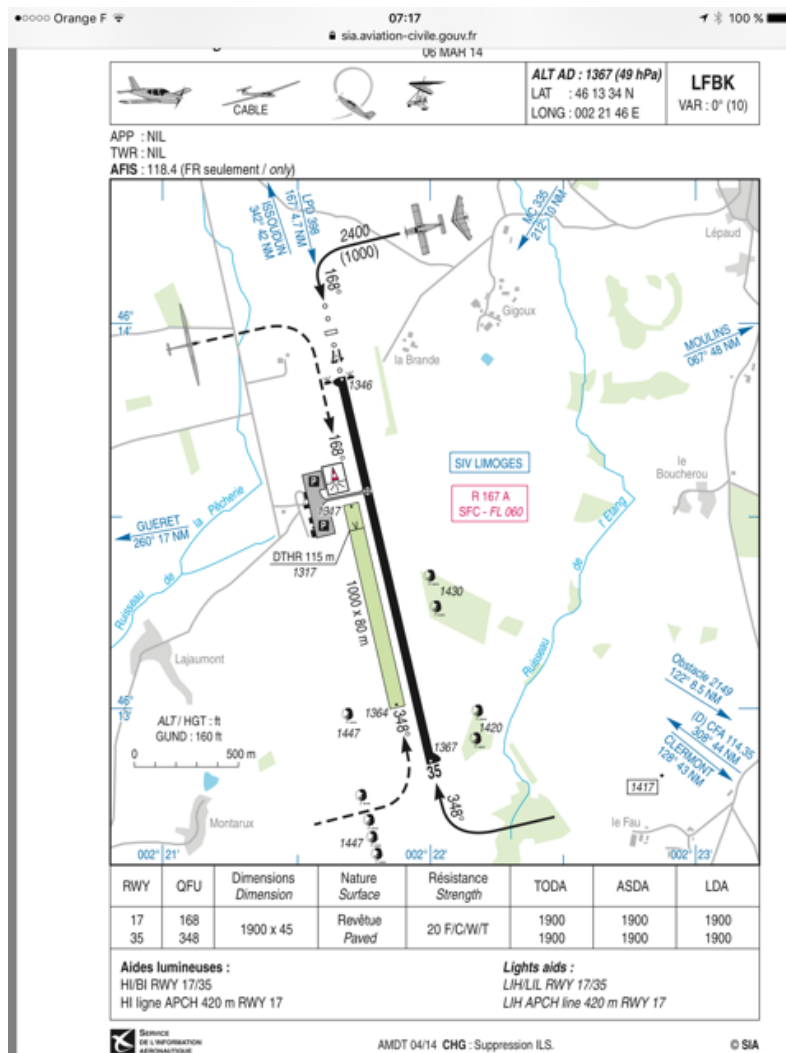 Orange F
07:17
100 %
sia.aviation-civile.gouv.fr
06 MAR 14
CABLE
ALT AD : 1367 (49 hPa)
LAT : 46 13 34 N
LONG : 002 21 46 E
LFBK
VAR : 0° (10)
APP : NIL
TWR : NIL
AFIS : 118.4 (FR seulement / only)
ISSOUDUN
342° 42 NM
LPD 398
167° 4.7 NM
2400
(1000)
168°
MC 335
212° 10 NM
Lépaud
46°
14'
Gigoux
la Brande
MOULINS
067° 48 NM
1346
168°
SIV LIMOGES
le
Boucherou
R 167 A
SFC - FL 060
P
P
1317
GUERET
260° 17 NM
DTHR 115 m
1317
1000 x 80 m
1430
Ruisseau de la Pêcherie
Ruisseau de l'Etang
Lajaumont
Obstacle 2149
122° 8.5 NM
46°
13'
1364
348°
1447
1420
ALT / HGT : ft
GUND : 160 ft
0 500 m
1367
35
(D) CFA 114.35
308° 44 NM
CLERMONT
128° 43 NM
1417
348°
Montarux
1447
le Fau
002° 21'
002° 22'
002° 23'
RWY QFU Dimensions Nature Résistance TODA ASDA LDA
Dimension Surface Strength
17 168 1900 x 45 Revêtue 20 F/C/W/T 1900 1900 1900
35 348 Paved 1900 1900 1900
Aides lumineuses :
HI/BI RWY 17/35
HI ligne APCH 420 m RWY 17
Lights aids :
LIH/LIL RWY 17/35
LIH APCH line 420 m RWY 17
SERVICE
DE L'INFORMATION
AERONAUTIQUE
AMDT 04/14 CHG : Suppression ILS.
© SIA